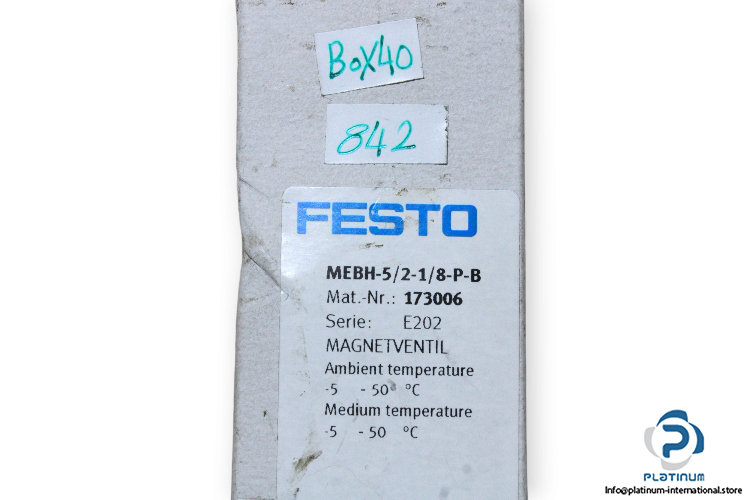 BOX40
842
FESTO
MEBH-5/2-1/8-P-B
Mat.-Nr.: 173006
Serie: E202
MAGNETVENTIL
Ambient temperature
-5 - 50 °C
Medium temperature
-5 - 50 °C
PLATINUM
Info@platinum-international.store